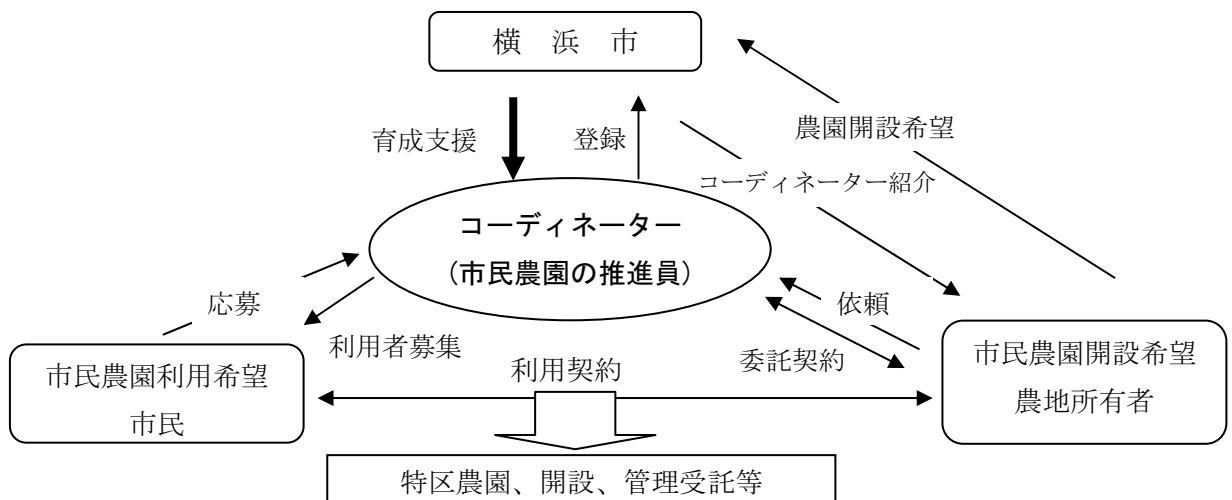 横　浜　市
農園開設希望
育成支援
登録
コーディネーター紹介
コーディネーター
(市民農園の推進員)
応募
依頼
利用者募集
市民農園利用希望
市民
利用契約
委託契約
市民農園開設希望
農地所有者
特区農園、開設、管理受託等